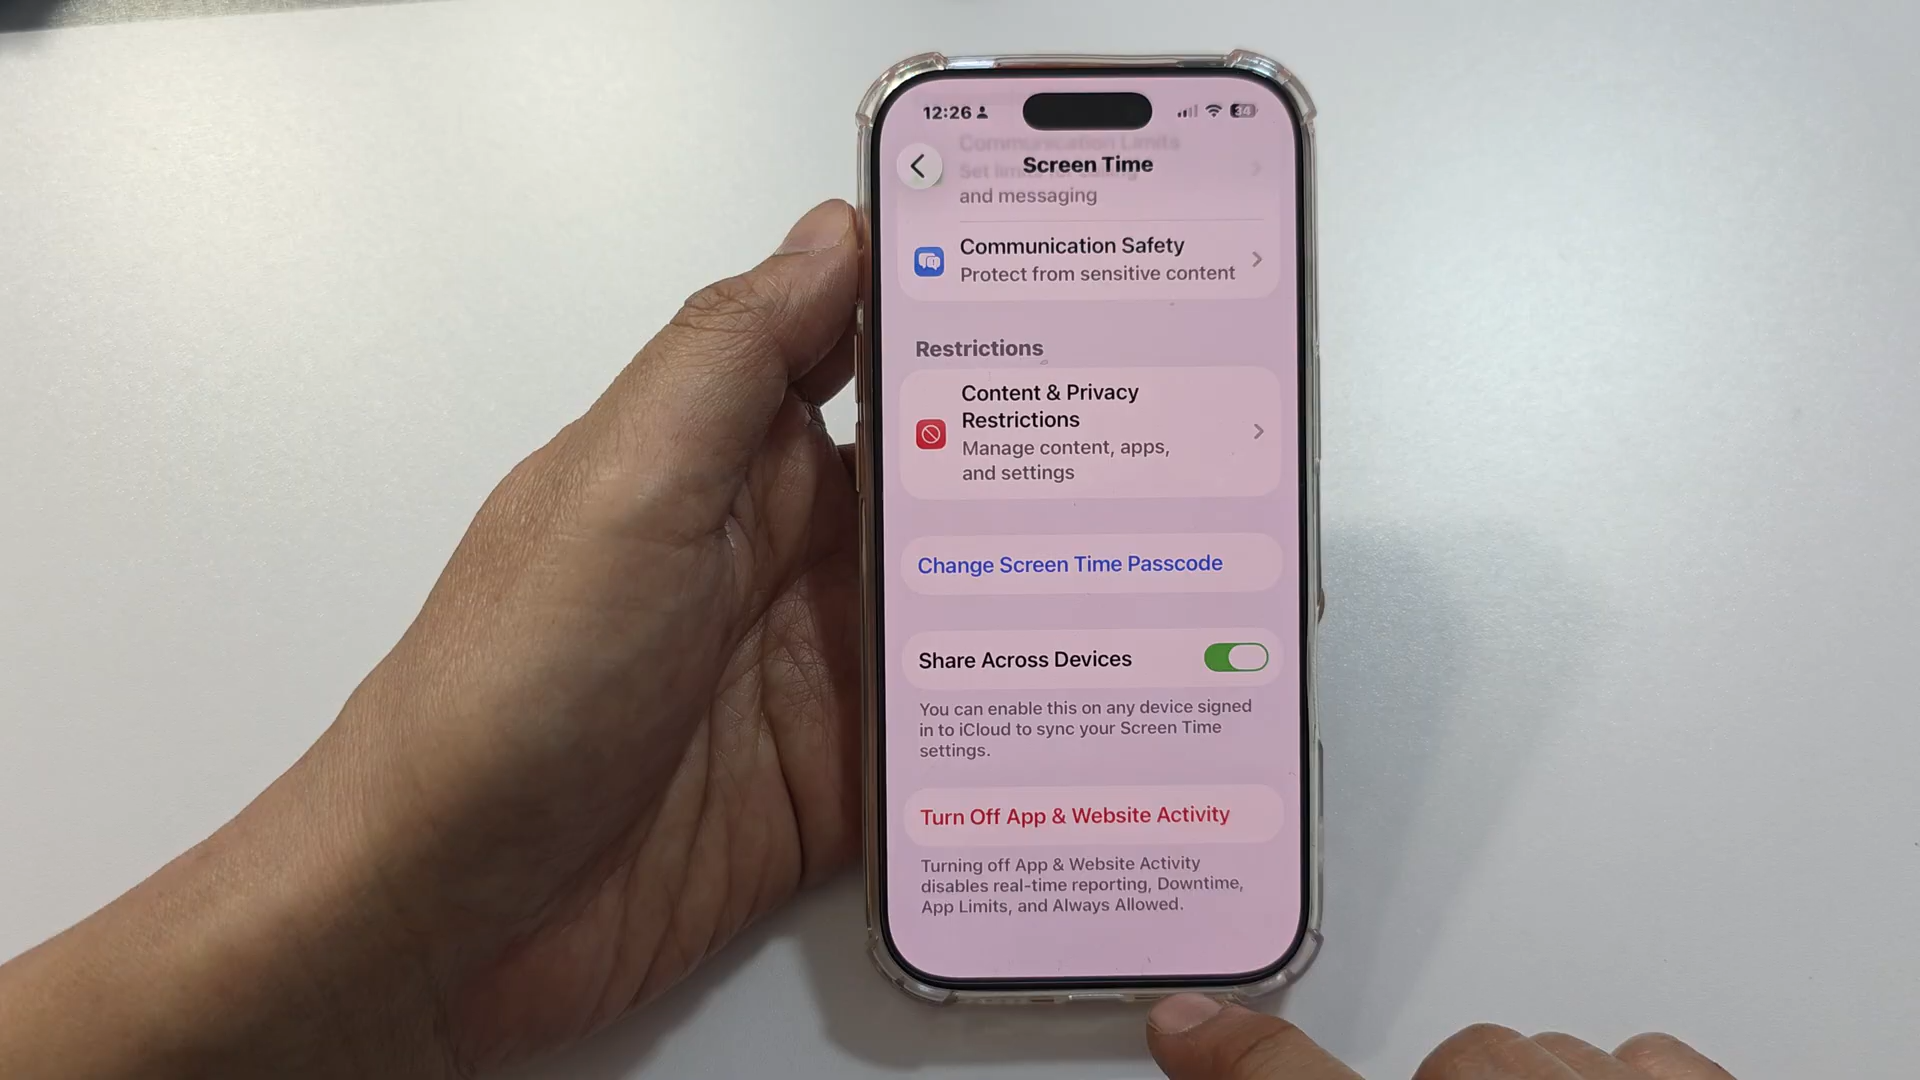 12:26
34
Communication Limits
Screen Time
Set limits for calling
and messaging
Communication Safety
Protect from sensitive content
Restrictions
Content & Privacy
Restrictions
Manage content, apps,
and settings
Change Screen Time Passcode
Share Across Devices
You can enable this on any device signed
in to iCloud to sync your Screen Time
settings.
Turn Off App & Website Activity
Turning off App & Website Activity
disables real-time reporting, Downtime,
App Limits, and Always Allowed.